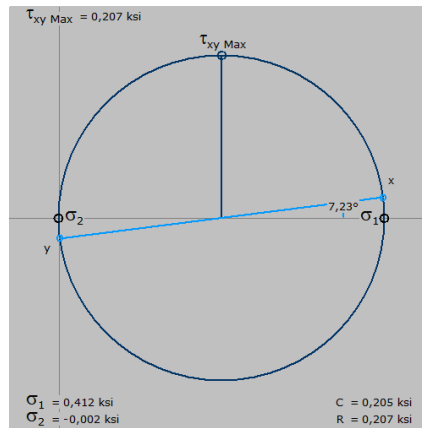 τxy Max = 0,207 ksi
τxy Max
x
7,23°
σ2
σ1
y
σ1 = 0,412 ksi
σ2 = -0,002 ksi
C = 0,205 ksi
R = 0,207 ksi